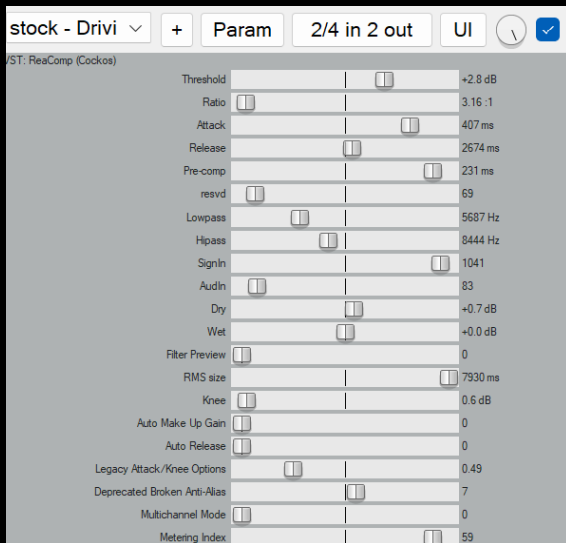 stock - Drivi + Param 2/4 in 2 out UI
VST: ReaComp (Cockos)
Threshold +2.8 dB
Ratio 3.16 :1
Attack 407 ms
Release 2674 ms
Pre-comp 231 ms
resvd 69
Lowpass 5687 Hz
Hipass 8444 Hz
SignIn 1041
AudIn 83
Dry +0.7 dB
Wet +0.0 dB
Filter Preview 0
RMS size 7930 ms
Knee 0.6 dB
Auto Make Up Gain 0
Auto Release 0
Legacy Attack/Knee Options 0.49
Deprecated Broken Anti-Alias 7
Multichannel Mode 0
Metering Index 59